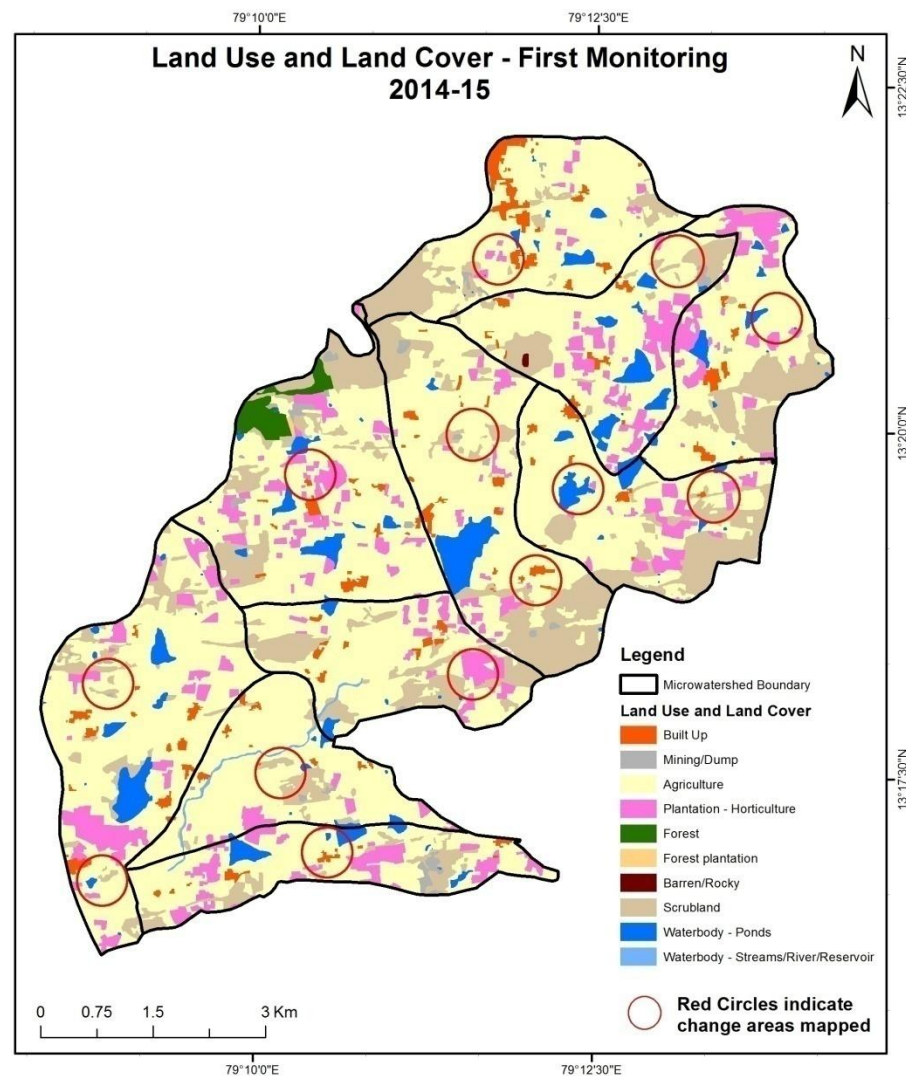 79°10'0"E
79°12'30"E
Land Use and Land Cover - First Monitoring
2014-15
N
13°22'30"N
13°20'0"N
13°17'30"N
Legend
Microwatershed Boundary
Land Use and Land Cover
Built Up
Mining/Dump
Agriculture
Plantation - Horticulture
Forest
Forest plantation
Barren/Rocky
Scrubland
Waterbody - Ponds
Waterbody - Streams/River/Reservoir
Red Circles indicate
change areas mapped
0 0.75 1.5 3 Km
79°10'0"E
79°12'30"E